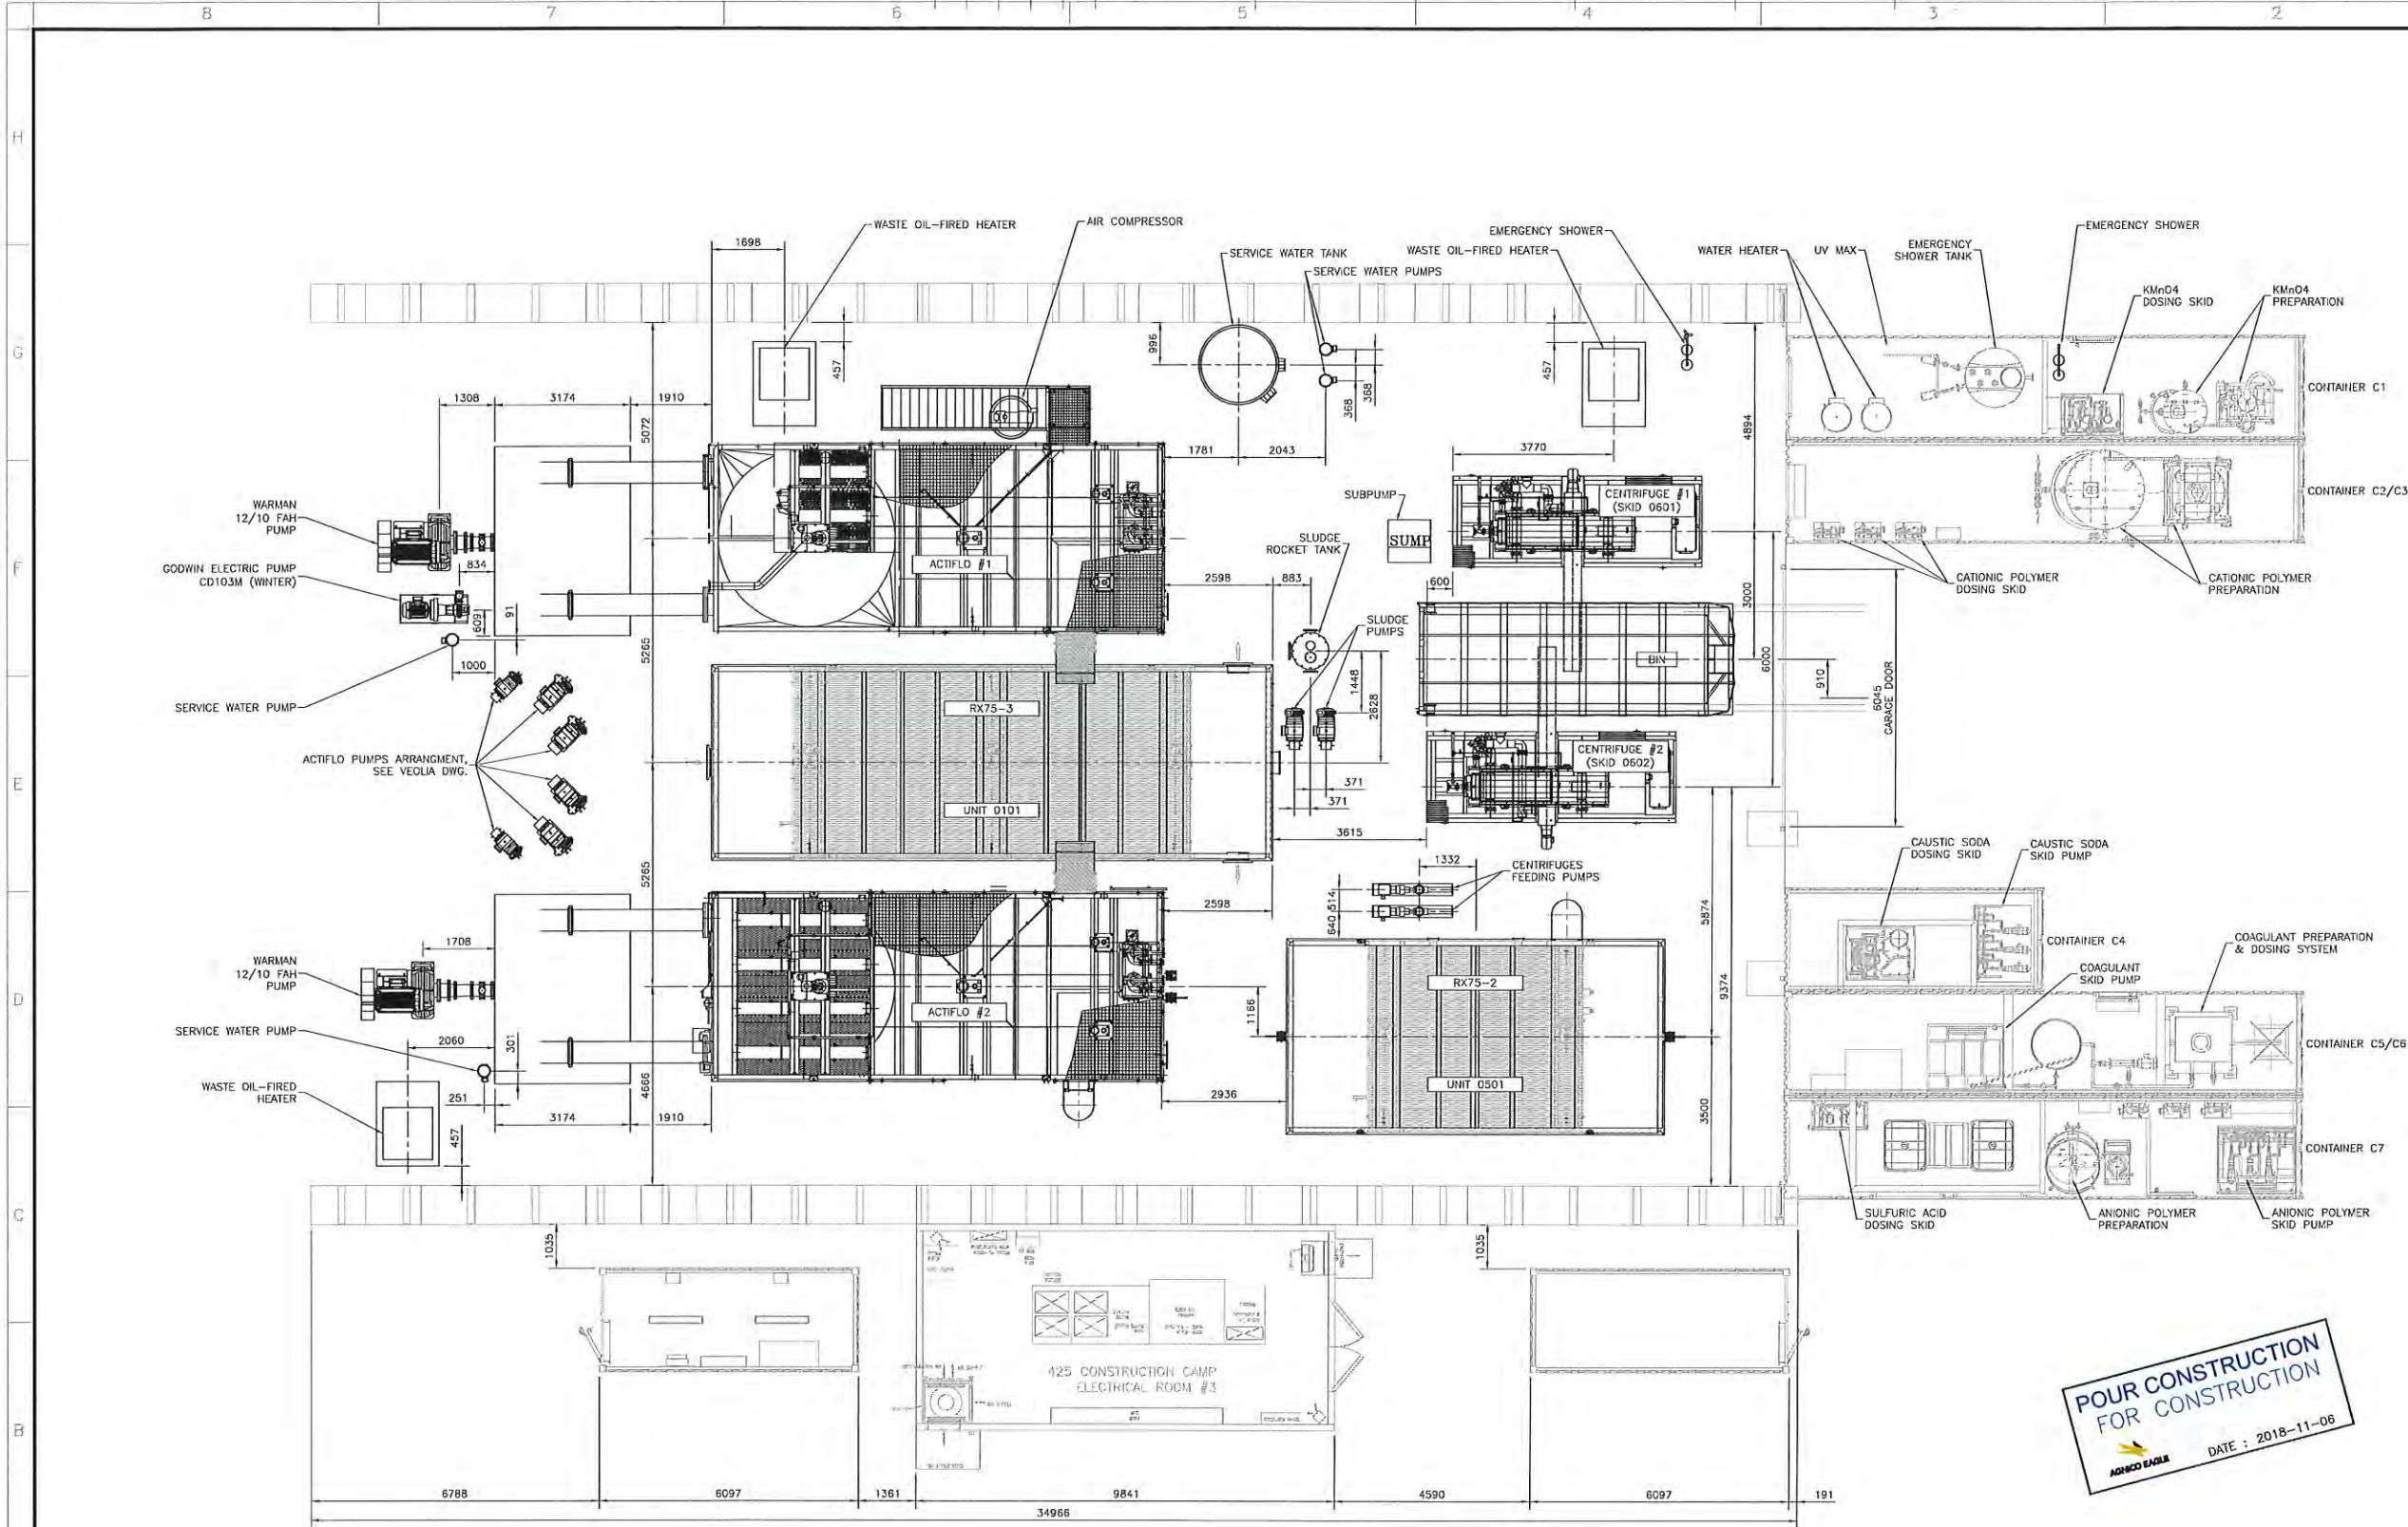 8
7
6
5
4
3
2
H
G
F
E
D
C
B
WASTE OIL-FIRED HEATER
AIR COMPRESSOR
1698
SERVICE WATER TANK
SERVICE WATER PUMPS
EMERGENCY SHOWER
WASTE OIL-FIRED HEATER
WATER HEATER
UV MAX
EMERGENCY
SHOWER TANK
EMERGENCY SHOWER
KMnO4
DOSING SKID
KMnO4
PREPARATION
CONTAINER C1
457
996
368
368
457
4894
1308
3174
1910
5072
1781
2043
3770
WARMAN
12/10 FAH
PUMP
834
GODWIN ELECTRIC PUMP
CD103M (WINTER)
609
91
1000
SERVICE WATER PUMP
ACTIFLO #1
SUBPUMP
SUMP
SLUDGE
ROCKET TANK
2598
883
600
CENTRIFUGE #1
(SKID 0601)
3000
6000
CONTAINER C2/C3
CATIONIC POLYMER
DOSING SKID
CATIONIC POLYMER
PREPARATION
5265
SLUDGE
PUMPS
BIN
910
6045
GARAGE DOOR
1448
2628
RX75-3
UNIT 0101
ACTIFLO PUMPS ARRANGMENT,
SEE VEOLIA DWG.
371
371
3615
CENTRIFUGE #2
(SKID 0602)
5265
1332
CENTRIFUGES
FEEDING PUMPS
514
640
2598
5874
9374
CAUSTIC SODA
DOSING SKID
CAUSTIC SODA
SKID PUMP
CONTAINER C4
COAGULANT PREPARATION
& DOSING SYSTEM
COAGULANT
SKID PUMP
CONTAINER C5/C6
1708
WARMAN
12/10 FAH
PUMP
SERVICE WATER PUMP
2060
301
WASTE OIL-FIRED
HEATER
251
457
3174
1910
4666
ACTIFLO #2
1166
2936
RX75-2
UNIT 0501
3500
CONTAINER C7
SULFURIC ACID
DOSING SKID
ANIONIC POLYMER
PREPARATION
ANIONIC POLYMER
SKID PUMP
1035
1035
425 CONSTRUCTION CAMP
ELECTRICAL ROOM #3
6788
6097
1361
9841
4590
6097
191
34966
POUR CONSTRUCTION
FOR CONSTRUCTION
AGNICO EAGLE
DATE : 2018-11-06